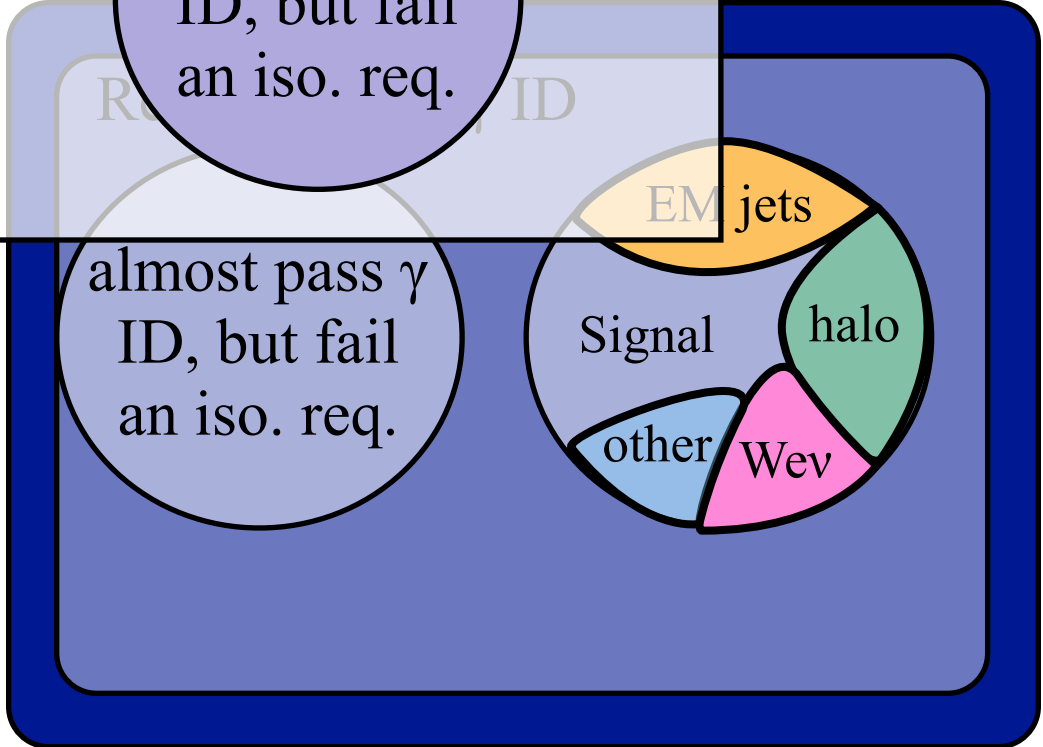 ID, but fail
an iso. req.
γ ID
EM jets
almost pass γ
ID, but fail
an iso. req.
Signal
halo
other
Weν